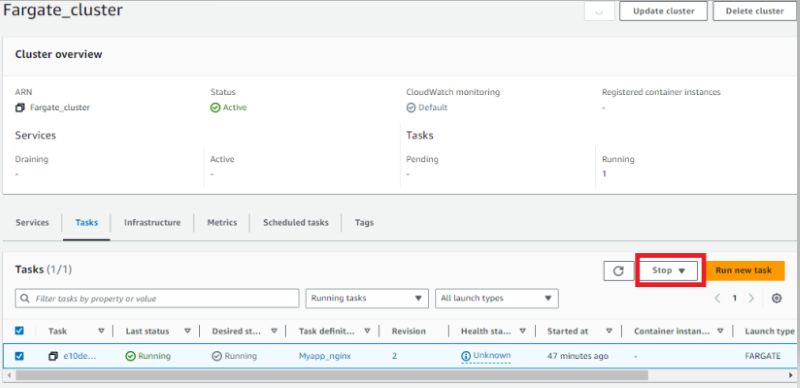 Fargate_cluster
Update cluster
Delete cluster
Cluster overview
ARN
Status
CloudWatch monitoring
Registered container instances
Fargate_cluster
Active
Default
-
Services
Tasks
Draining
Active
Pending
Running
-
-
-
1
Services
Tasks
Infrastructure
Metrics
Scheduled tasks
Tags
Tasks (1/1)
Stop
Run new task
Filter tasks by property or value
Running tasks
All launch types
1
Task
Last status
Desired st...
Task definit...
Revision
Health sta...
Started at
Container instan...
Launch type
e10de...
Running
Running
Myapp_nginx
2
Unknown
47 minutes ago
-
FARGATE